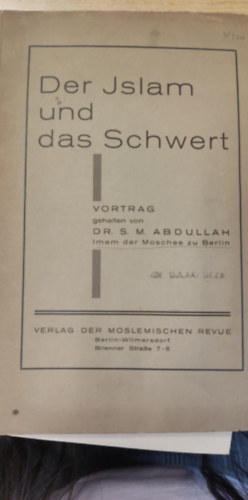 Der Jslam
und
das Schwert
VORTRAG
gehalten von
DR. S. M. ABDULLAH
Imam der Moschee zu Berlin
VERLAG DER MOSLEMISCHEN REVUE
Berlin-Wilmersdorf
Brienner Straße 7-8